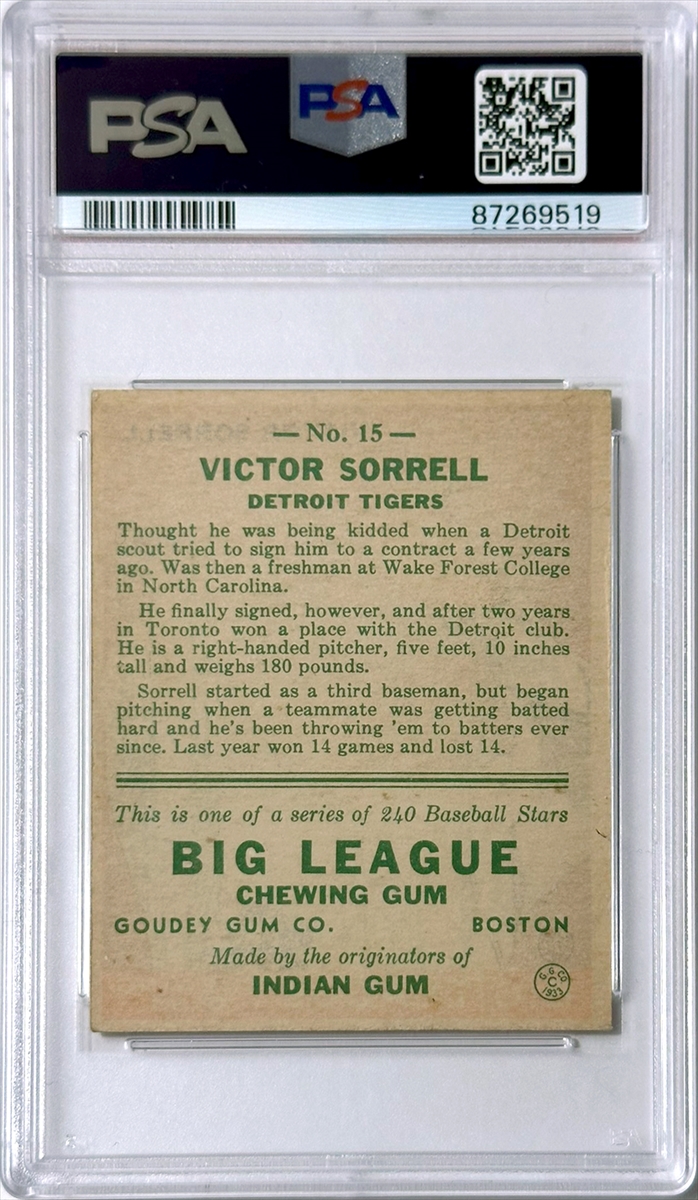 PSA
PSA
87269519
— No. 15 —
VICTOR SORRELL
DETROIT TIGERS
Thought he was being kidded when a Detroit
scout tried to sign him to a contract a few years
ago. Was then a freshman at Wake Forest College
in North Carolina.
He finally signed, however, and after two years
in Toronto won a place with the Detroit club.
He is a right-handed pitcher, five feet, 10 inches
tall and weighs 180 pounds.
Sorrell started as a third baseman, but began
pitching when a teammate was getting batted
hard and he's been throwing 'em to batters ever
since. Last year won 14 games and lost 14.
This is one of a series of 240 Baseball Stars
BIG LEAGUE
CHEWING GUM
GOUDEY GUM CO. BOSTON
Made by the originators of
INDIAN GUM
G. G. CO
C
1933